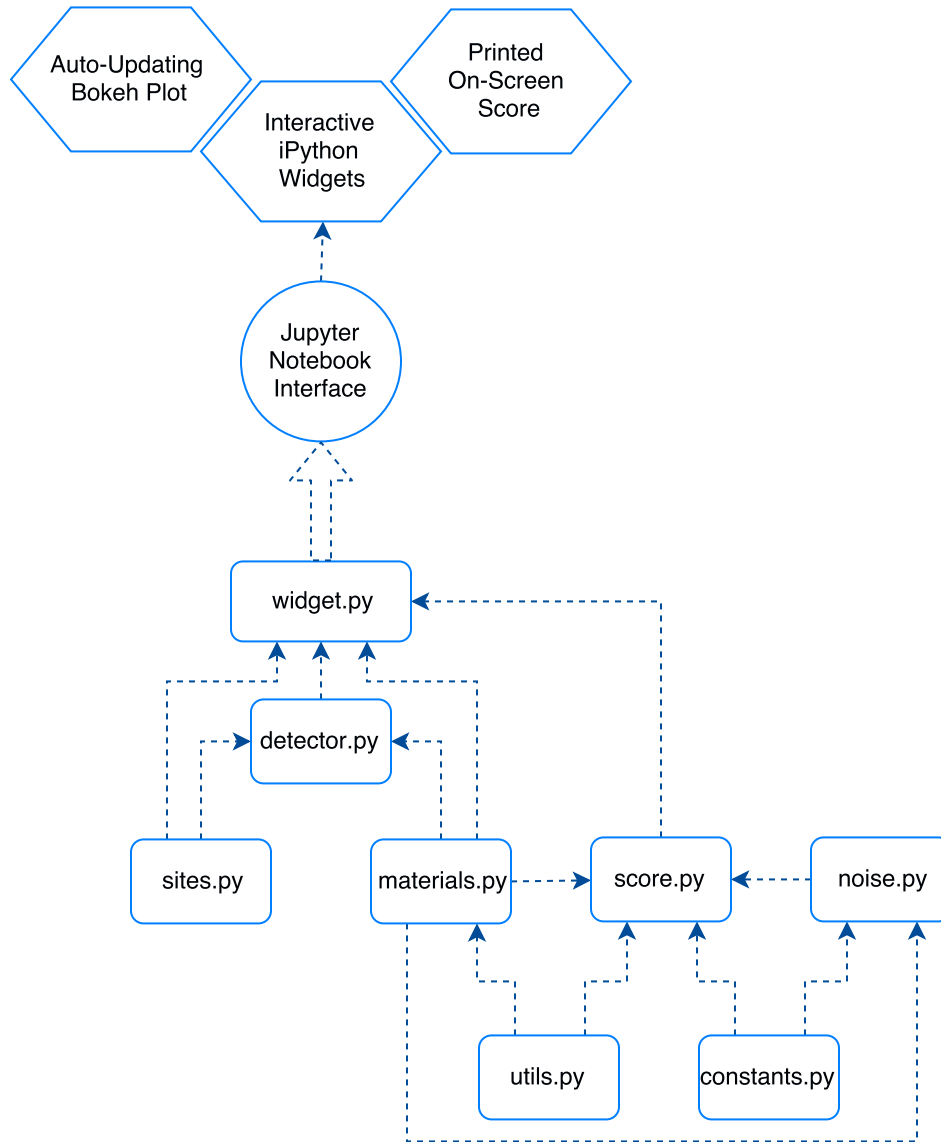 Auto-Updating
Bokeh Plot
Printed
On-Screen
Score
Interactive
iPython
Widgets
Jupyter
Notebook
Interface
widget.py
detector.py
sites.py
materials.py
score.py
noise.py
utils.py
constants.py